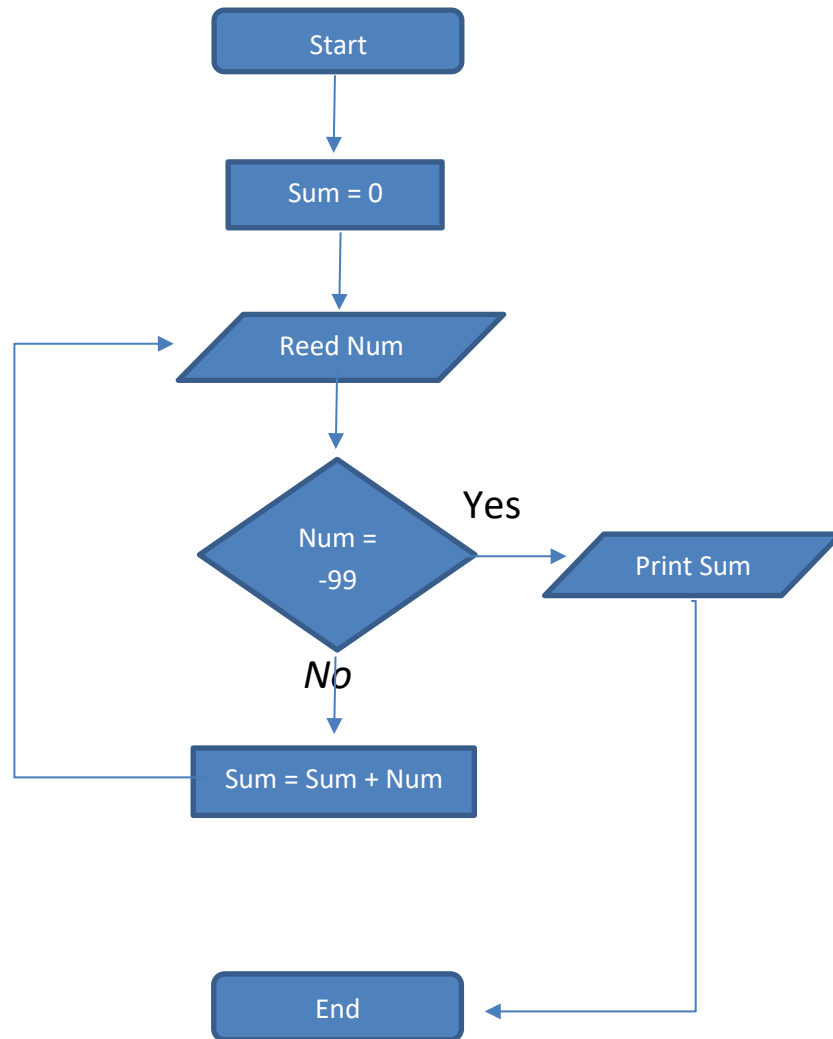 Start
Sum = 0
Reed Num
Num =
-99
Yes
Print Sum
No
Sum = Sum + Num
End